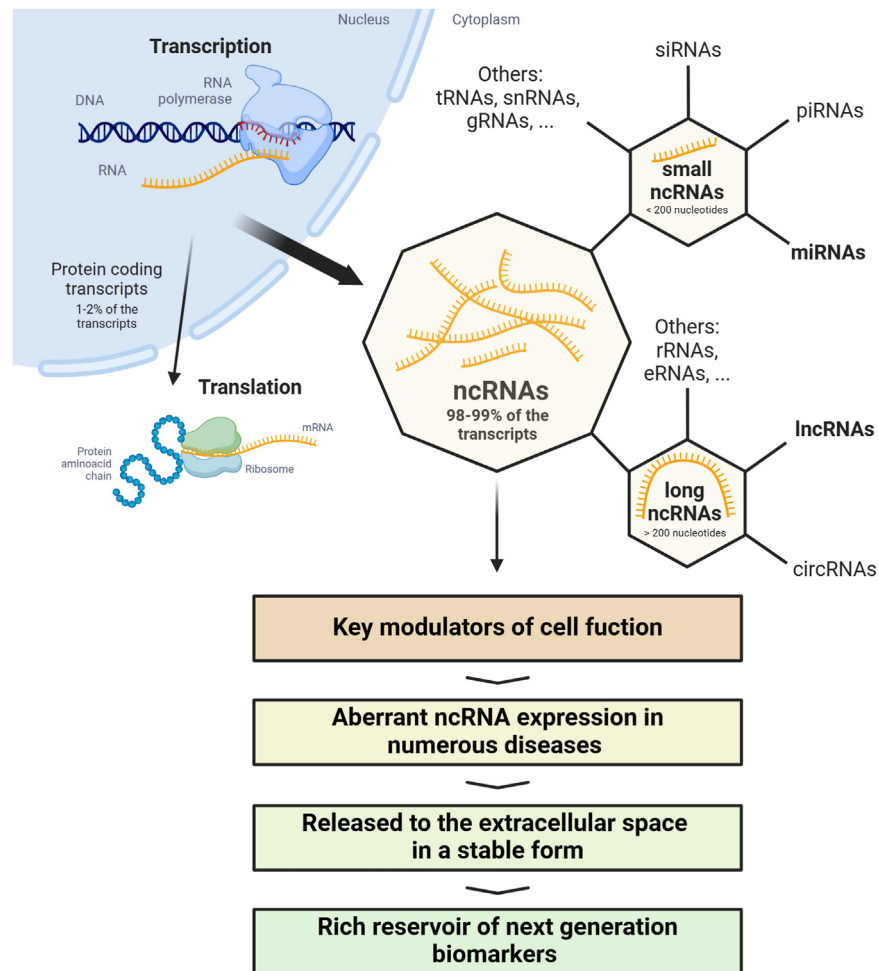 Nucleus
Cytoplasm
Transcription
RNA
polymerase
DNA
RNA
Protein coding
transcripts
1-2% of the
transcripts
Translation
mRNA
Protein
aminoacid
chain
Ribosome
ncRNAs
98-99% of the
transcripts
siRNAs
Others:
tRNAs, snRNAs,
gRNAs, ...
piRNAs
small
ncRNAs
< 200 nucleotides
miRNAs
Others:
rRNAs,
eRNAs, ...
lncRNAs
long
ncRNAs
> 200 nucleotides
circRNAs
Key modulators of cell fuction
Aberrant ncRNA expression in
numerous diseases
Released to the extracellular space
in a stable form
Rich reservoir of next generation
biomarkers